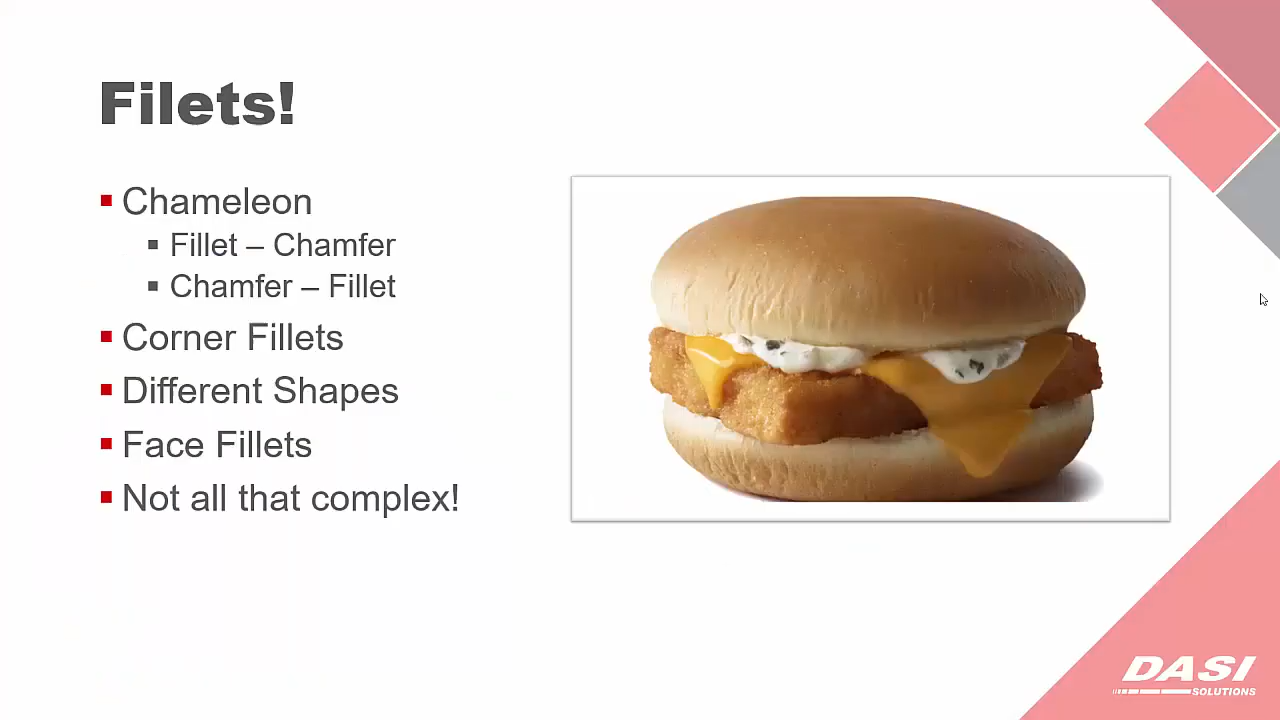 Filets!
Chameleon
Fillet – Chamfer
Chamfer – Fillet
Corner Fillets
Different Shapes
Face Fillets
Not all that complex!
DASI
SOLUTIONS